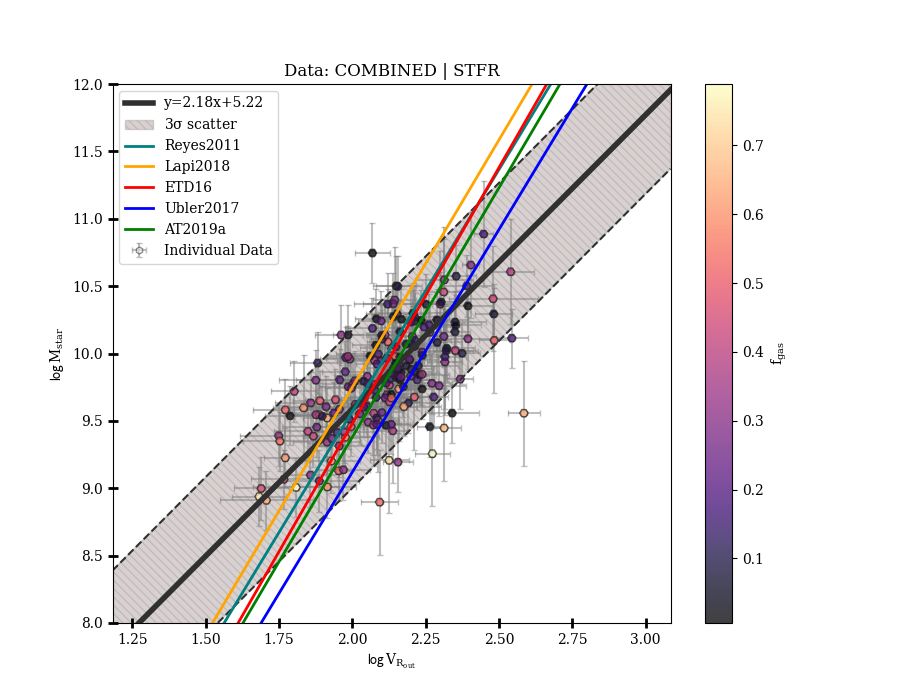 Data: COMBINED | STFR
y=2.18x+5.22
3σ scatter
Reyes2011
Lapi2018
ETD16
Ubler2017
AT2019a
Individual Data
12.0
11.5
11.0
10.5
10.0
9.5
9.0
8.5
8.0
log M_star
1.25 1.50 1.75 2.00 2.25 2.50 2.75 3.00
log V_R_out
0.7
0.6
0.5
0.4
0.3
0.2
0.1
f_gas